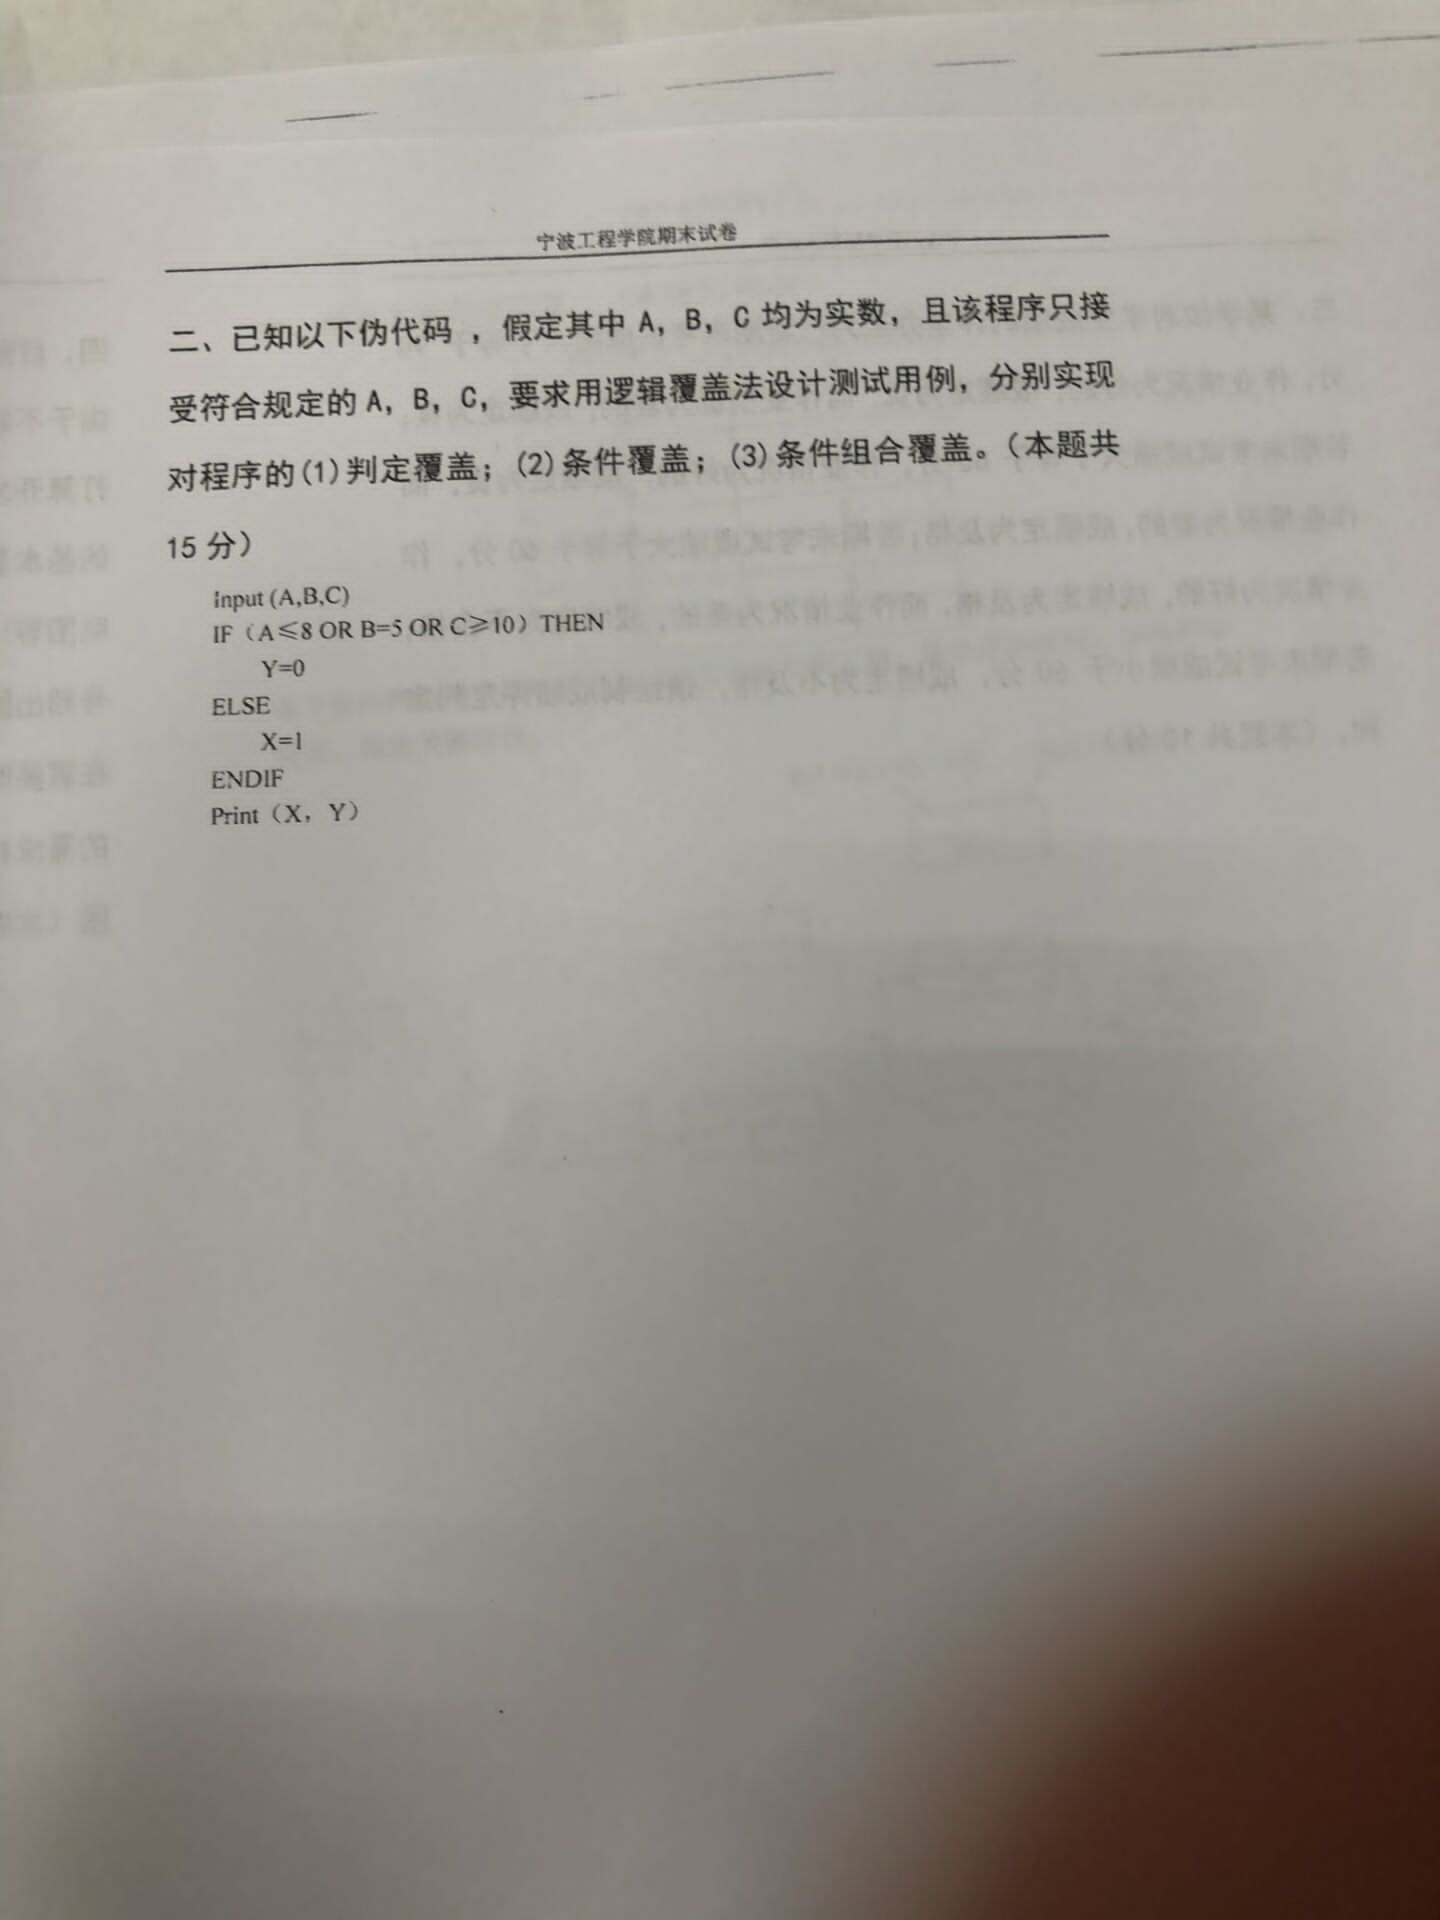 宁波工程学院期末试卷
二、已知以下伪代码 ，假定其中 A，B，C 均为实数，且该程序只接
受符合规定的 A，B，C，要求用逻辑覆盖法设计测试用例，分别实现
对程序的(1)判定覆盖；(2)条件覆盖；(3)条件组合覆盖。（本题共
15 分）
Input (A,B,C)
IF（A≤8 OR B=5 OR C≥10）THEN
Y=0
ELSE
X=1
ENDIF
Print（X，Y）